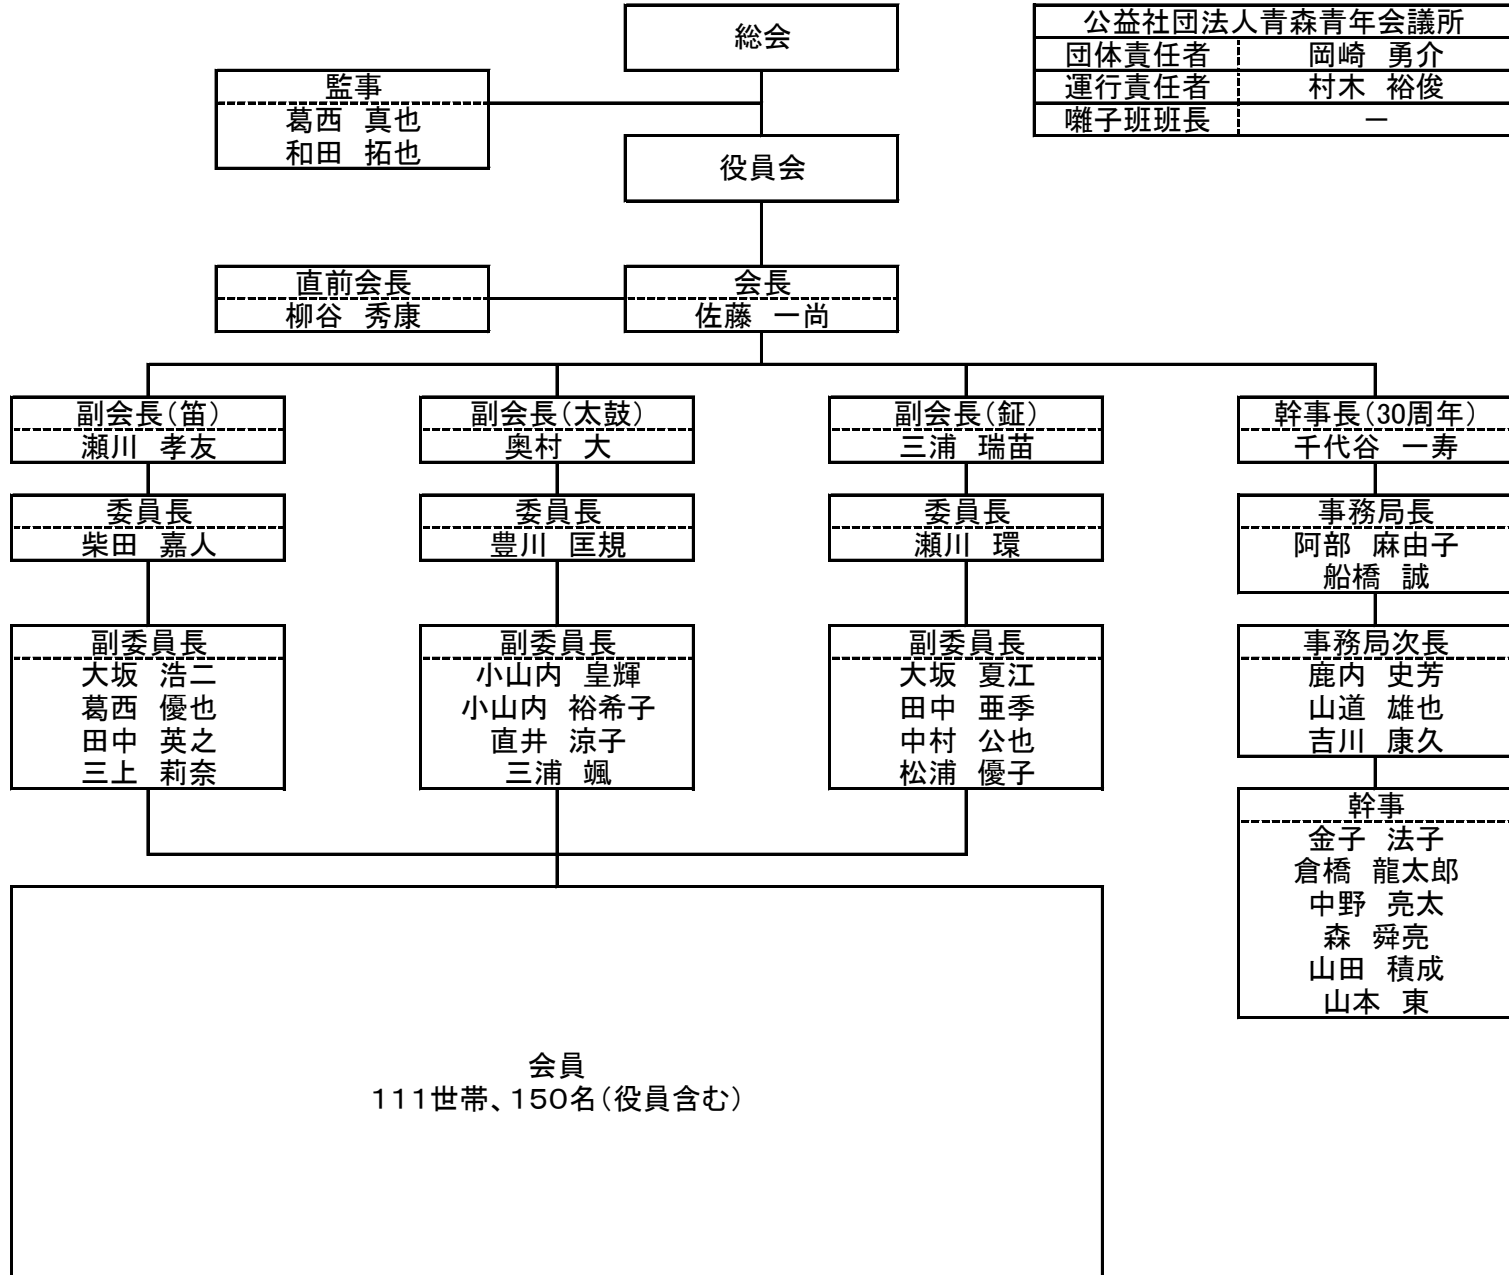 総会
公益社団法人青森青年会議所
団体責任者 岡崎 勇介
運行責任者 村木 裕俊
囃子班班長 －
監事
葛西 真也
和田 拓也
役員会
直前会長
柳谷 秀康
会長
佐藤 一尚
副会長（笛）
瀬川 孝友
委員長
柴田 嘉人
副委員長
大坂 浩二
葛西 優也
田中 英之
三上 莉奈
副会長（太鼓）
奥村 大
委員長
豊川 匡規
副委員長
小山内 皇輝
小山内 裕希子
直井 涼子
三浦 颯
副会長（鉦）
三浦 瑞苗
委員長
瀬川 環
副委員長
大坂 夏江
田中 亜季
中村 公也
松浦 優子
幹事長（30周年）
千代谷 一寿
事務局長
阿部 麻由子
船橋 誠
事務局次長
鹿内 史芳
山道 雄也
吉川 康久
幹事
金子 法子
倉橋 龍太郎
中野 亮太
森 舜亮
山田 積成
山本 東
会員
111世帯、150名（役員含む）